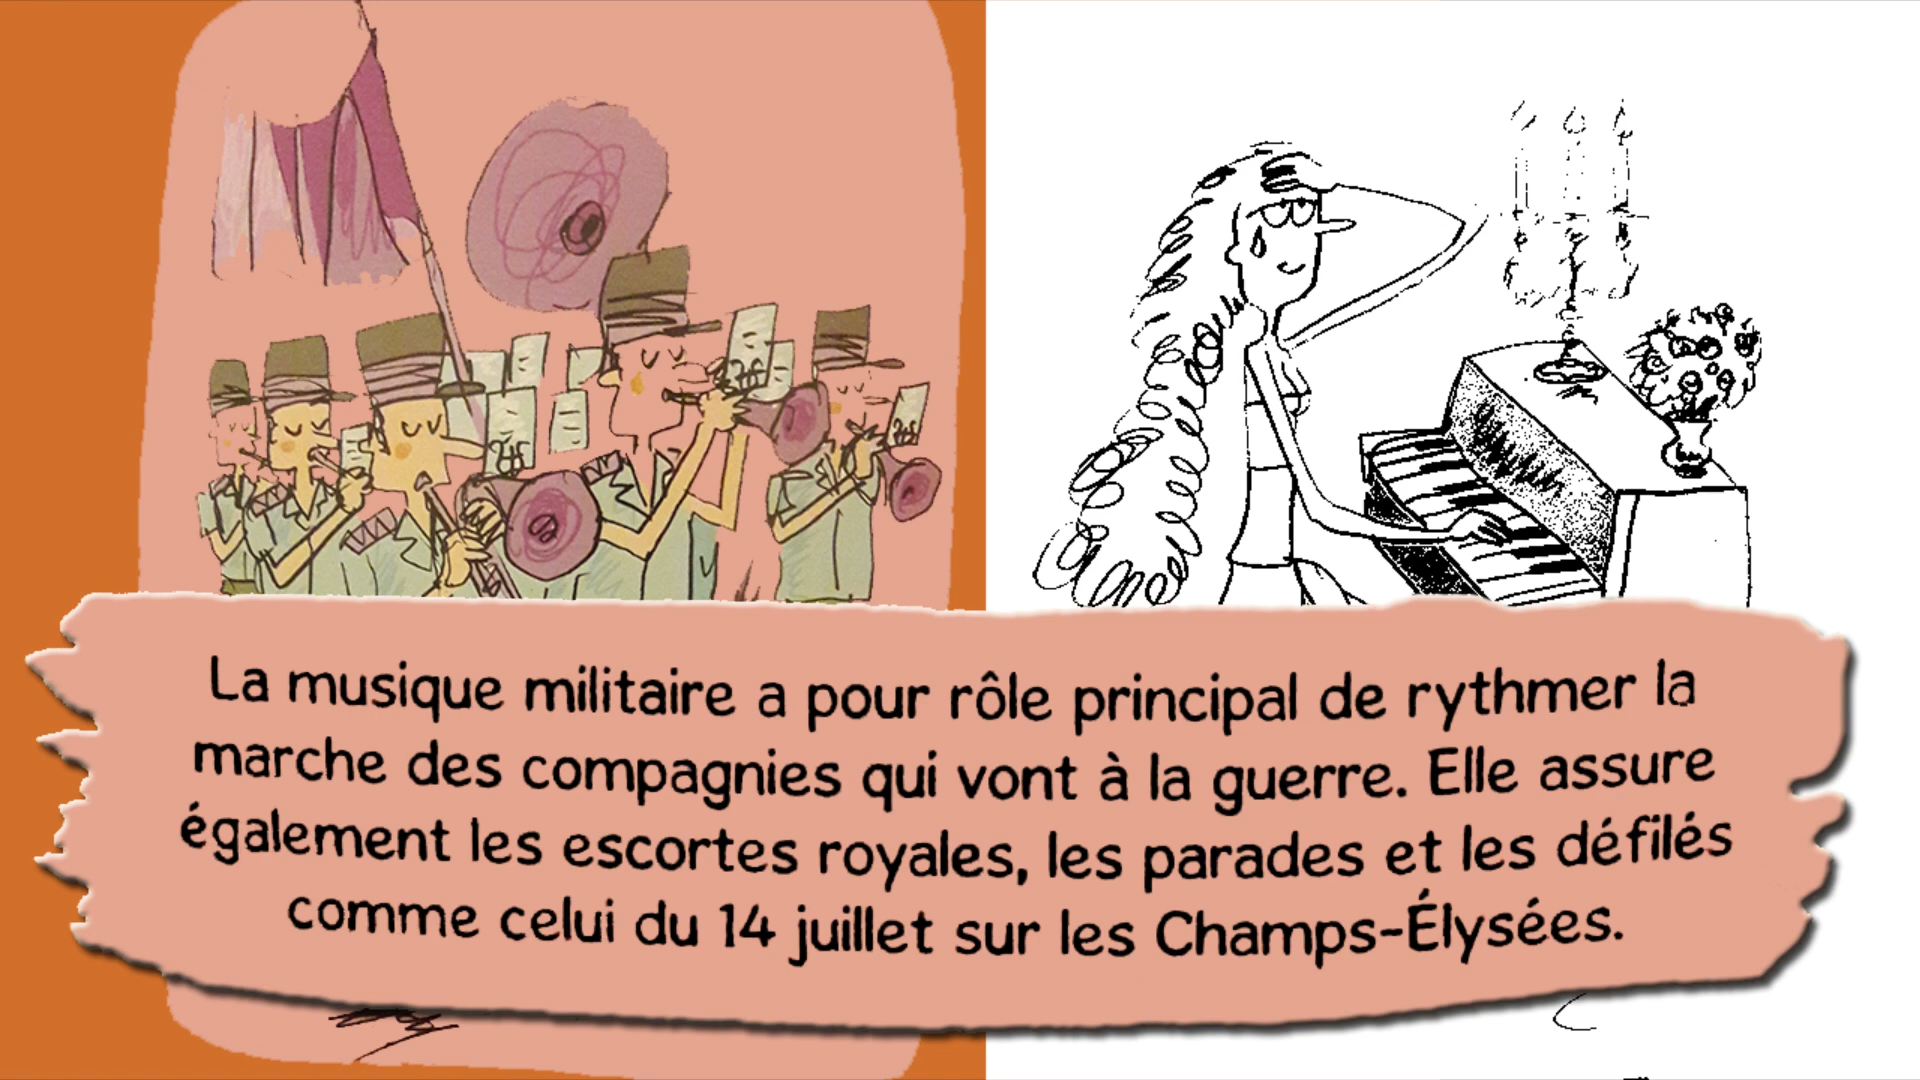 La musique militaire a pour rôle principal de rythmer la
marche des compagnies qui vont à la guerre. Elle assure
également les escortes royales, les parades et les défilés
comme celui du 14 juillet sur les Champs-Élysées.